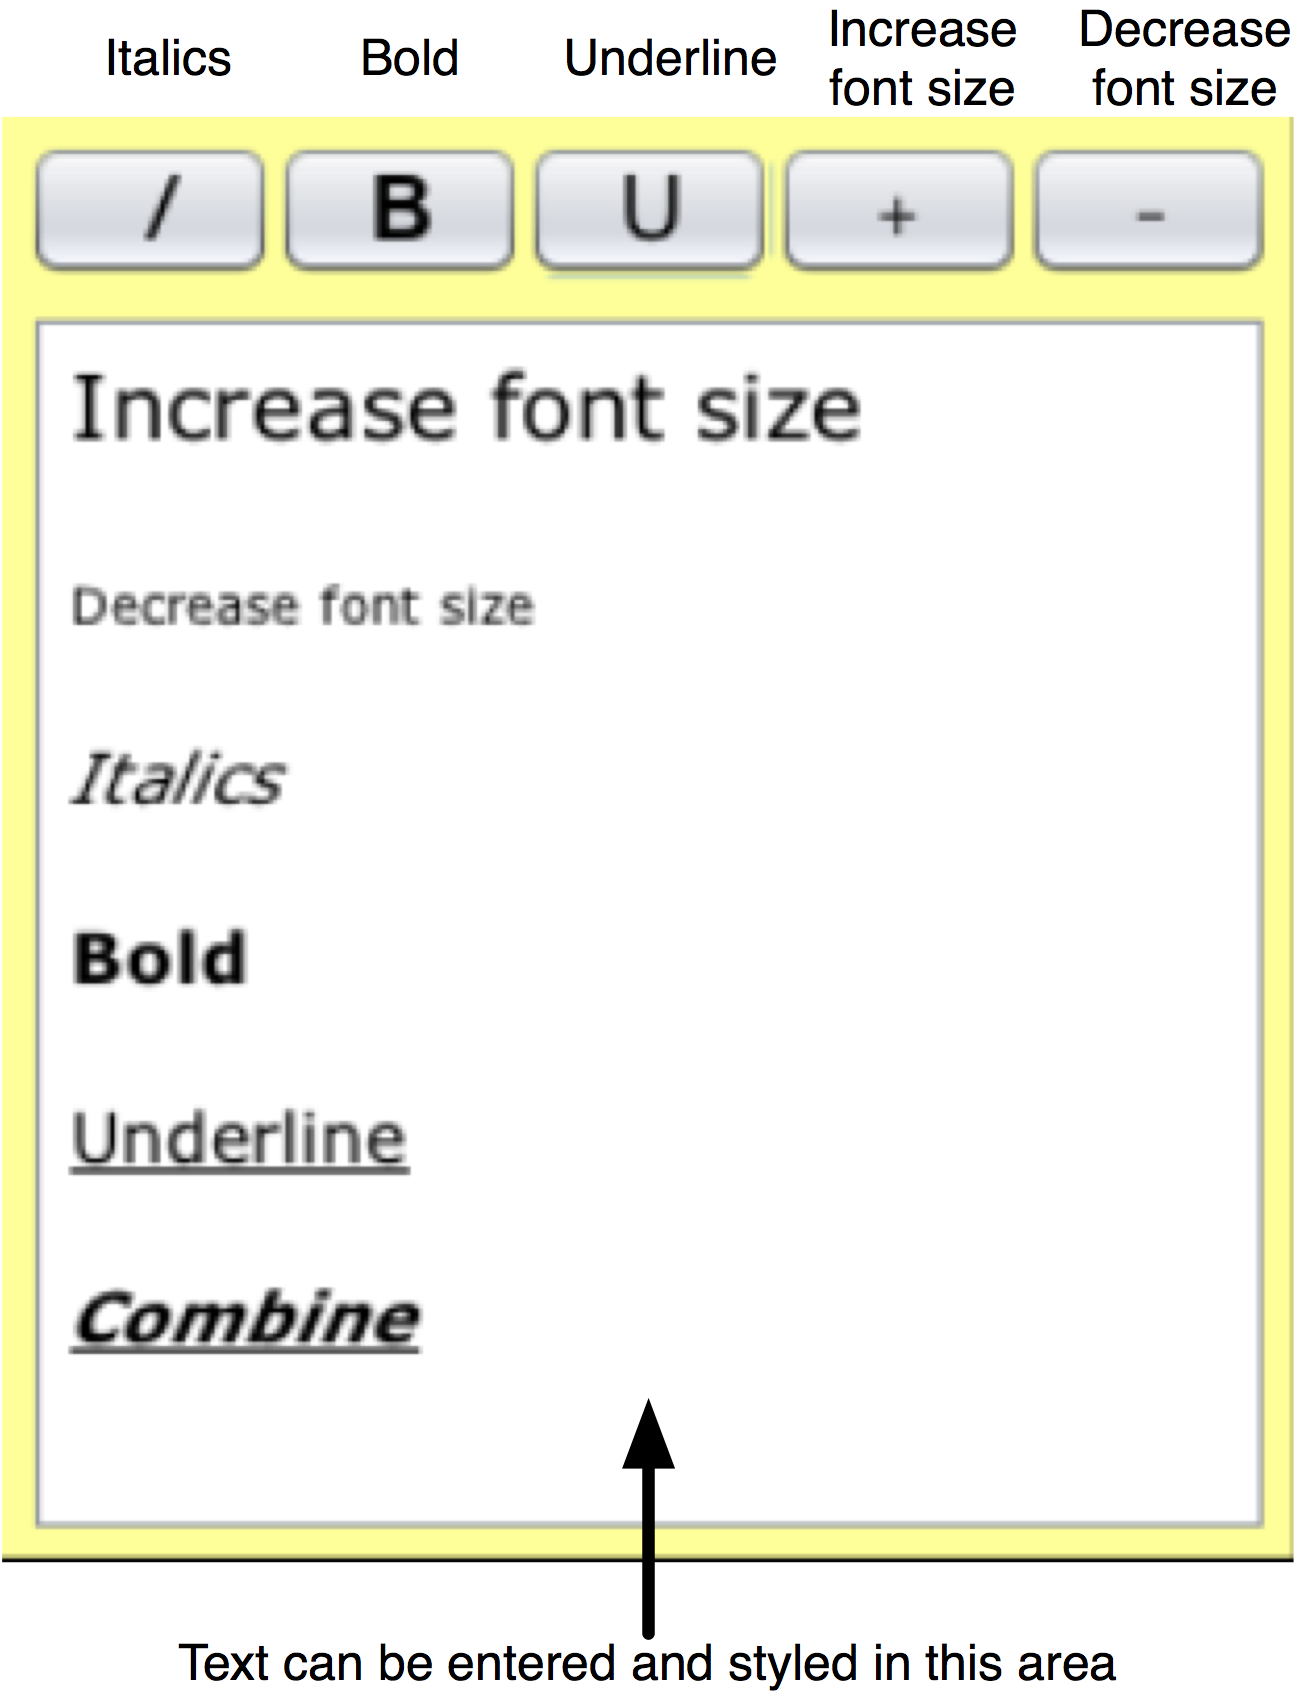 Italics Bold Underline Increase font size Decrease font size
/ B U + -
Increase font size
Decrease font size
Italics
Bold
Underline
Combine
Text can be entered and styled in this area